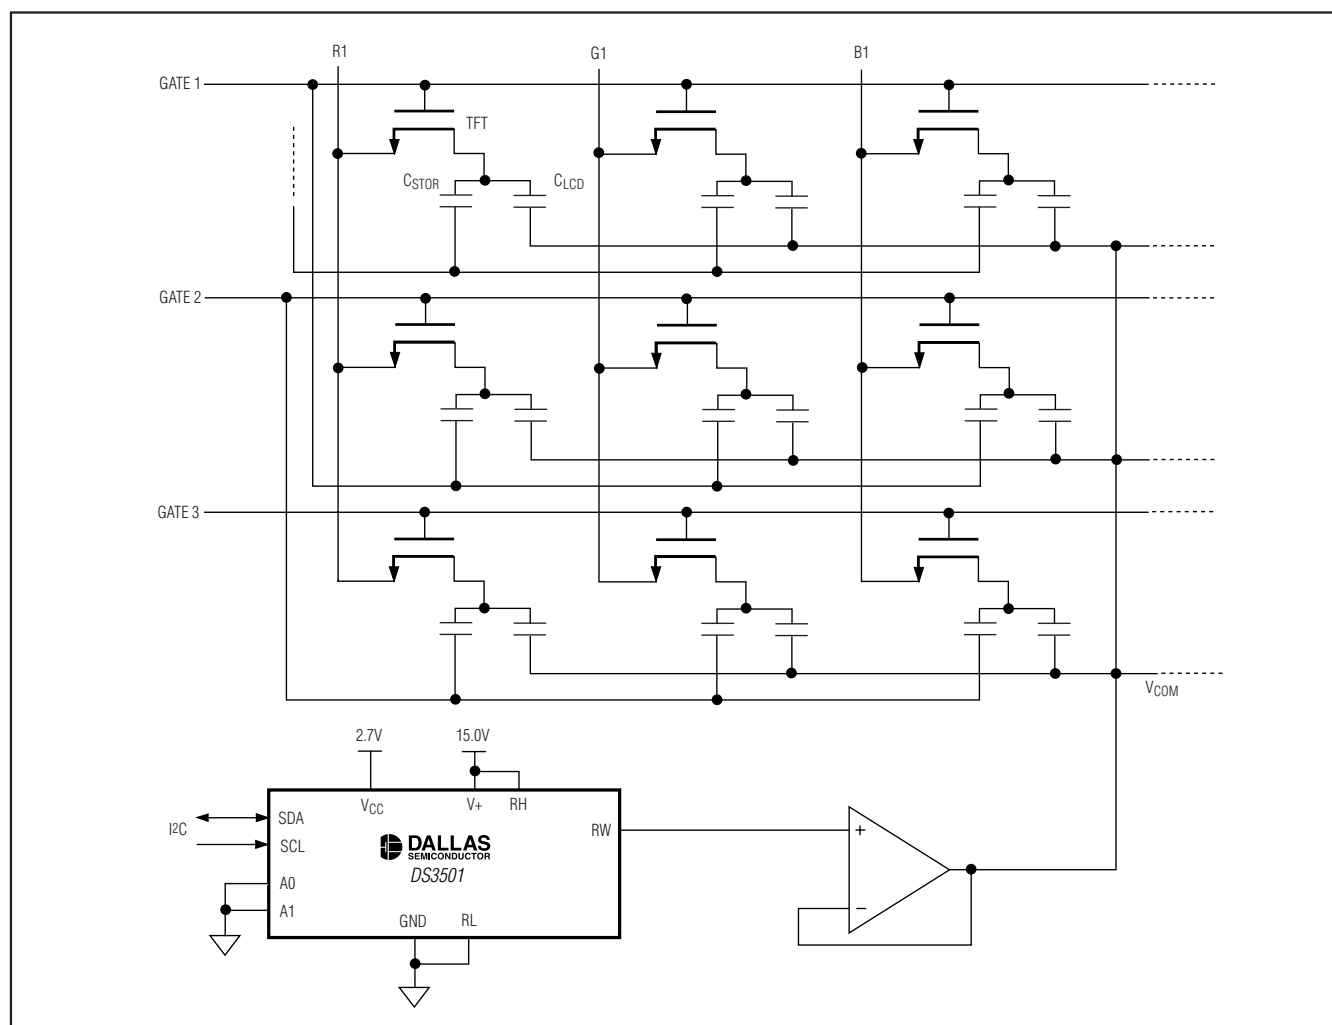 R1
G1
B1
GATE 1
TFT
CSTOR
CLCD
GATE 2
GATE 3
VCOM
2.7V
15.0V
VCC
V+
RH
I2C
SDA
SCL
DALLAS
SEMICONDUCTOR
DS3501
RW
A0
A1
GND
RL
+
−